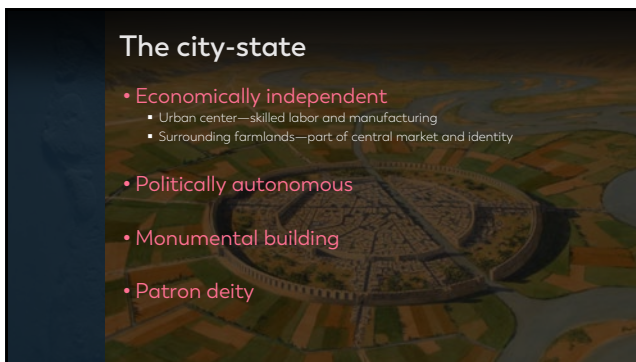 The city-state
• Economically independent
▪ Urban center—skilled labor and manufacturing
▪ Surrounding farmlands—part of central market and identity
• Politically autonomous
• Monumental building
• Patron deity